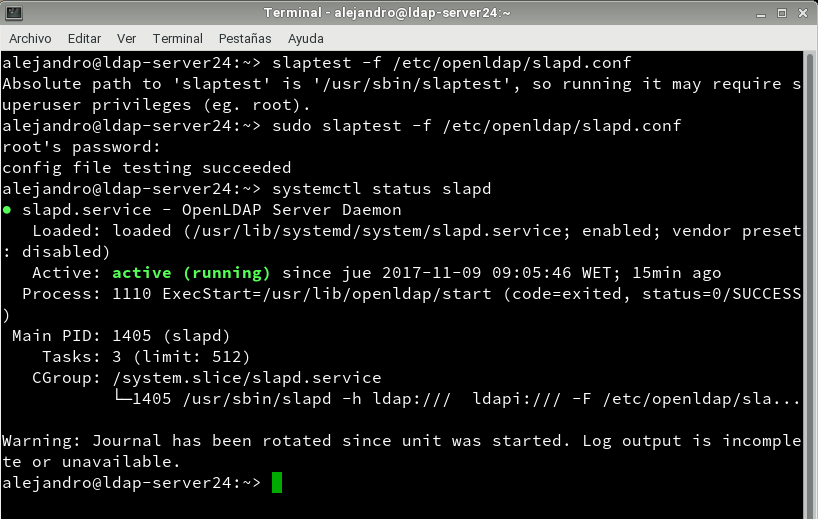 Terminal - alejandro@ldap-server24:~
Archivo Editar Ver Terminal Pestañas Ayuda
alejandro@ldap-server24:~> slaptest -f /etc/openldap/slapd.conf
Absolute path to 'slaptest' is '/usr/sbin/slaptest', so running it may require s
uperuser privileges (eg. root).
alejandro@ldap-server24:~> sudo slaptest -f /etc/openldap/slapd.conf
root's password:
config file testing succeeded
alejandro@ldap-server24:~> systemctl status slapd
● slapd.service - OpenLDAP Server Daemon
   Loaded: loaded (/usr/lib/systemd/system/slapd.service; enabled; vendor preset
: disabled)
   Active: active (running) since jue 2017-11-09 09:05:46 WET; 15min ago
  Process: 1110 ExecStart=/usr/lib/openldap/start (code=exited, status=0/SUCCESS
)
 Main PID: 1405 (slapd)
    Tasks: 3 (limit: 512)
   CGroup: /system.slice/slapd.service
           └─1405 /usr/sbin/slapd -h ldap:///  ldapi:/// -F /etc/openldap/sla...
Warning: Journal has been rotated since unit was started. Log output is incomple
te or unavailable.
alejandro@ldap-server24:~>